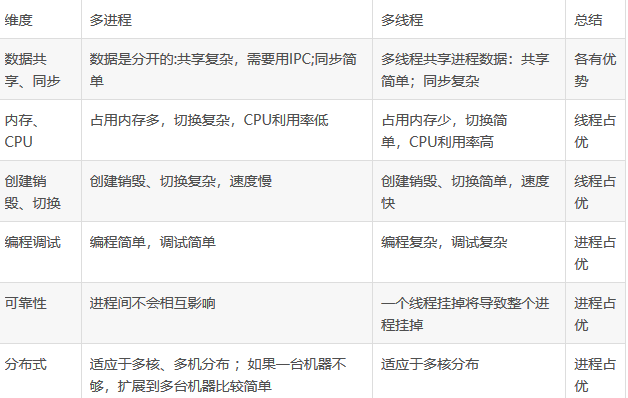 维度 多进程 多线程 总结
数据共 数据是分开的:共享复杂，需要用IPC;同步简 多线程共享进程数据：共享 各有优
享、同步 单 简单；同步复杂 势
内存、 占用内存多，切换复杂，CPU利用率低 占用内存少，切换简 线程占
CPU 单，CPU利用率高 优
创建销 创建销毁、切换复杂，速度慢 创建销毁、切换简单，速度 线程占
毁、切换 快 优
编程调试 编程简单，调试简单 编程复杂，调试复杂 进程占
优
可靠性 进程间不会相互影响 一个线程挂掉将导致整个进 进程占
程挂掉 优
分布式 适应于多核、多机分布 ；如果一台机器不 适应于多核分布 进程占
够，扩展到多台机器比较简单 优